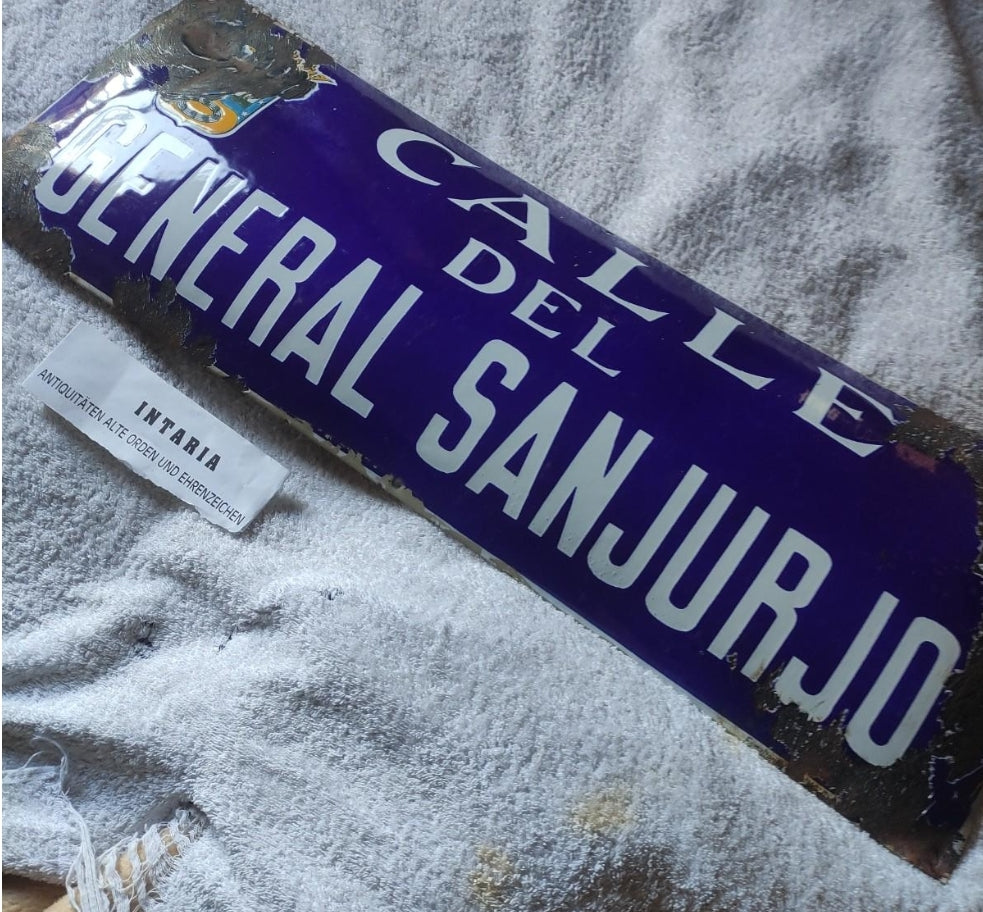 CALLE
DEL
GENERAL SANJURJO
INTARIA
ANTIQUITÄTEN ALTE ORDEN UND EHRENZEICHEN